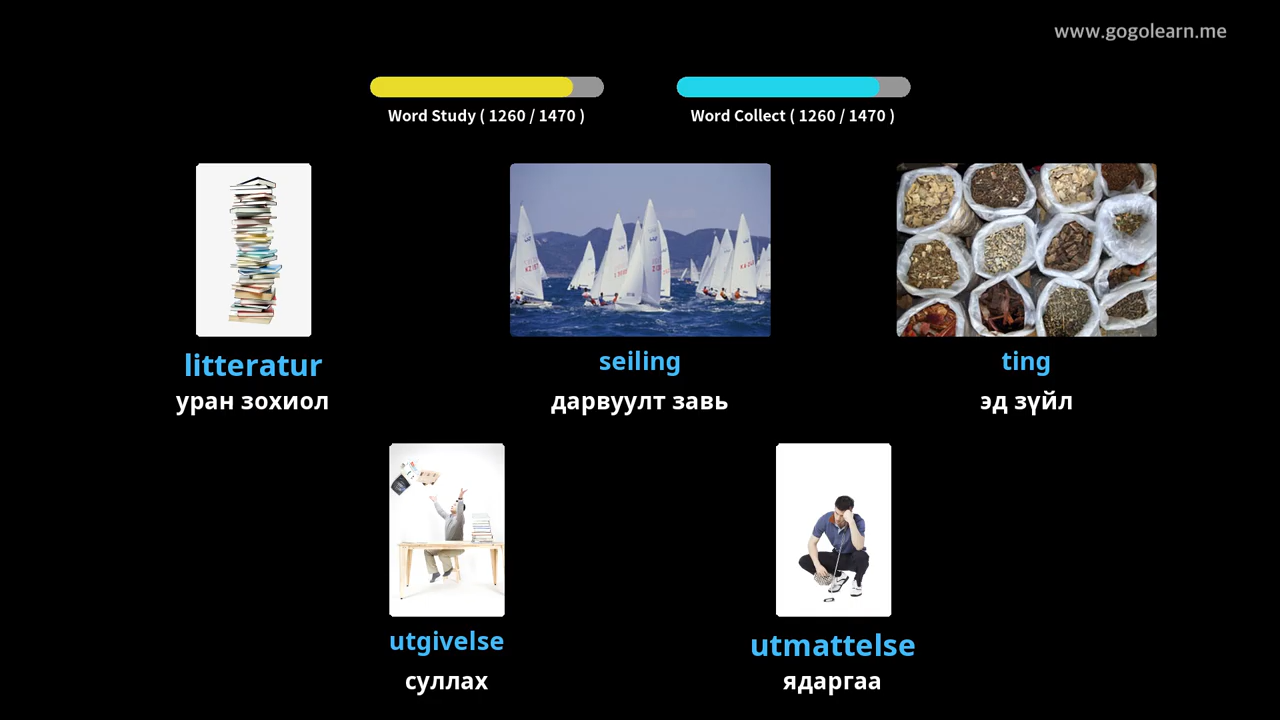 www.gogolearn.me
Word Study ( 1260 / 1470 )
Word Collect ( 1260 / 1470 )
litteratur
уран зохиол
seiling
дарвуулт завь
ting
эд зүйл
utgivelse
суллах
utmattelse
ядаргаа